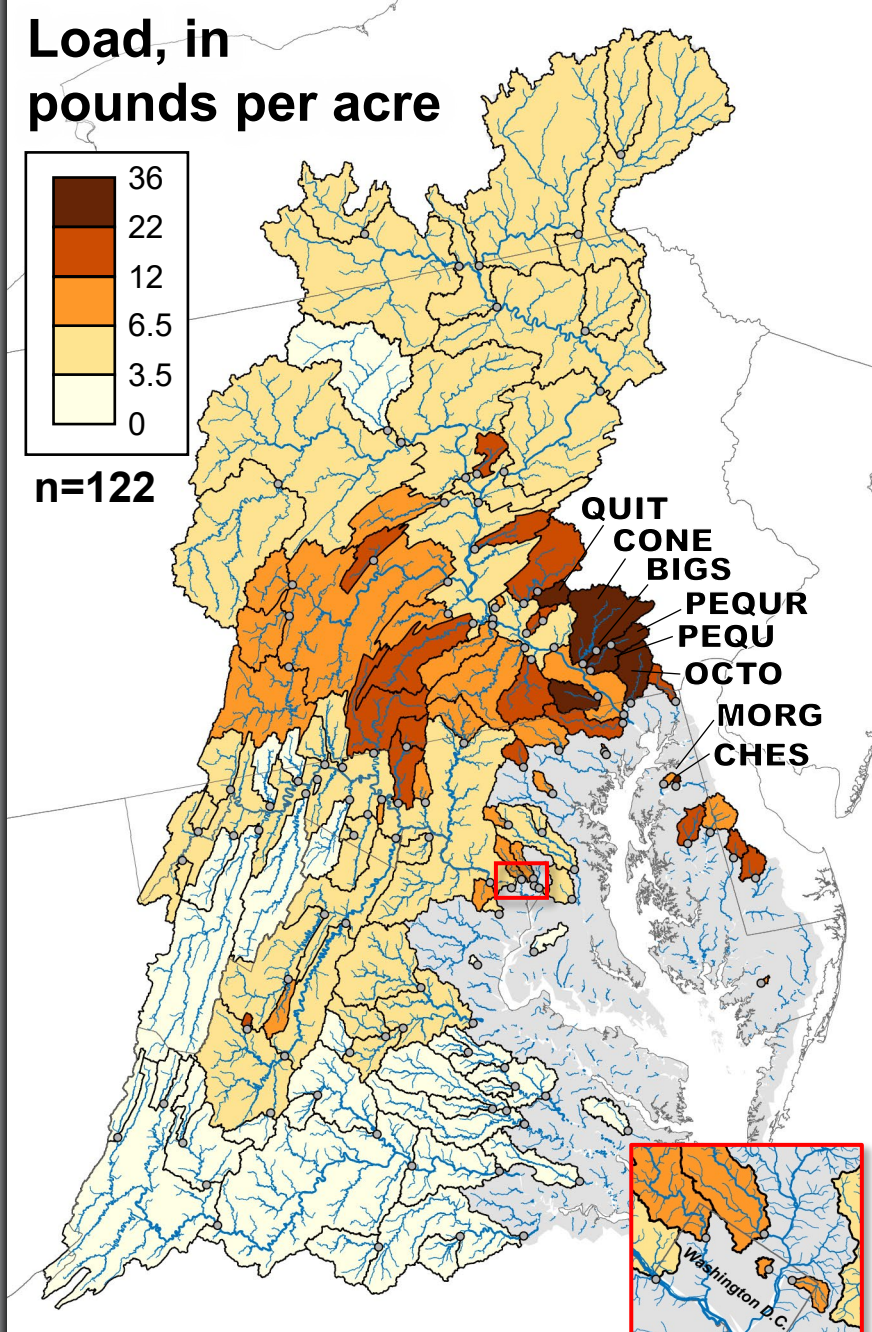 Load, in
pounds per acre
36
22
12
6.5
3.5
0
n=122
QUIT
CONE
BIGS
PEQUR
PEQU
OCTO
MORG
CHES
Washington D.C.